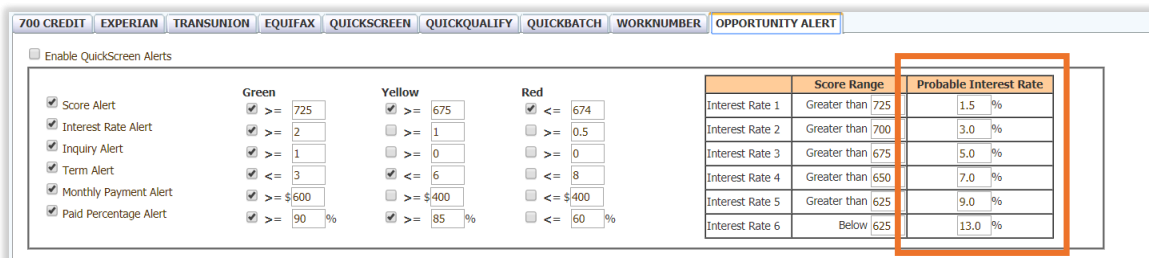 700 CREDIT EXPERIAN TRANSUNION EQUIFAX QUICKSCREEN QUICKQUALIFY QUICKBATCH WORKNUMBER OPPORTUNITY ALERT
Enable QuickScreen Alerts
Green Yellow Red
Score Alert >= 725 >= 675 <= 674
Interest Rate Alert >= 2 >= 1 >= 0.5
Inquiry Alert >= 1 >= 0 >= 0
Term Alert <= 3 <= 6 <= 8
Monthly Payment Alert >= $600 >= $400 <= $400
Paid Percentage Alert >= 90 % >= 85 % <= 60 %
Score Range Probable Interest Rate
Interest Rate 1 Greater than 725 1.5 %
Interest Rate 2 Greater than 700 3.0 %
Interest Rate 3 Greater than 675 5.0 %
Interest Rate 4 Greater than 650 7.0 %
Interest Rate 5 Greater than 625 9.0 %
Interest Rate 6 Below 625 13.0 %